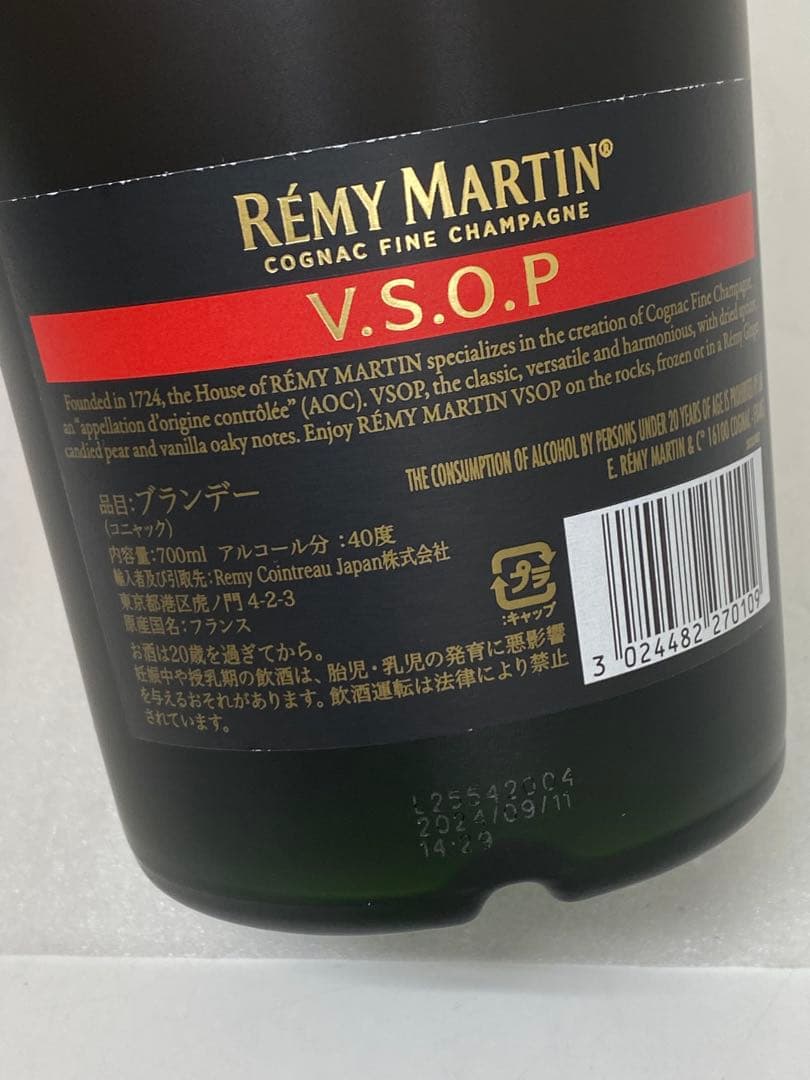 RÉMY MARTIN®
COGNAC FINE CHAMPAGNE
V.S.O.P
Founded in 1724, the House of RÉMY MARTIN specializes in the creation of Cognac Fine Champagne,
an "appellation d'origine contrôlée" (AOC). VSOP, the classic, versatile and harmonious, with dried apricot,
candied pear and vanilla oaky notes. Enjoy RÉMY MARTIN VSOP on the rocks, frozen or in a Rémy Ginger.
THE CONSUMPTION OF ALCOHOL BY PERSONS UNDER 20 YEARS OF AGE IS PROHIBITED BY
E. RÉMY MARTIN & C° 16100 COGNAC
品目:ブランデー
(コニャック)
内容量:700ml アルコール分 :40度
輸入者及び引取先:Remy Cointreau Japan株式会社
東京都港区虎ノ門4-2-3
原産国名:フランス
:キャップ
お酒は20歳を過ぎてから。
妊娠中や授乳期の飲酒は、胎児・乳児の発育に悪影響
を与えるおそれがあります。飲酒運転は法律により禁止
されています。
3 024482 270109
L25542004
2024/09/11
14:29